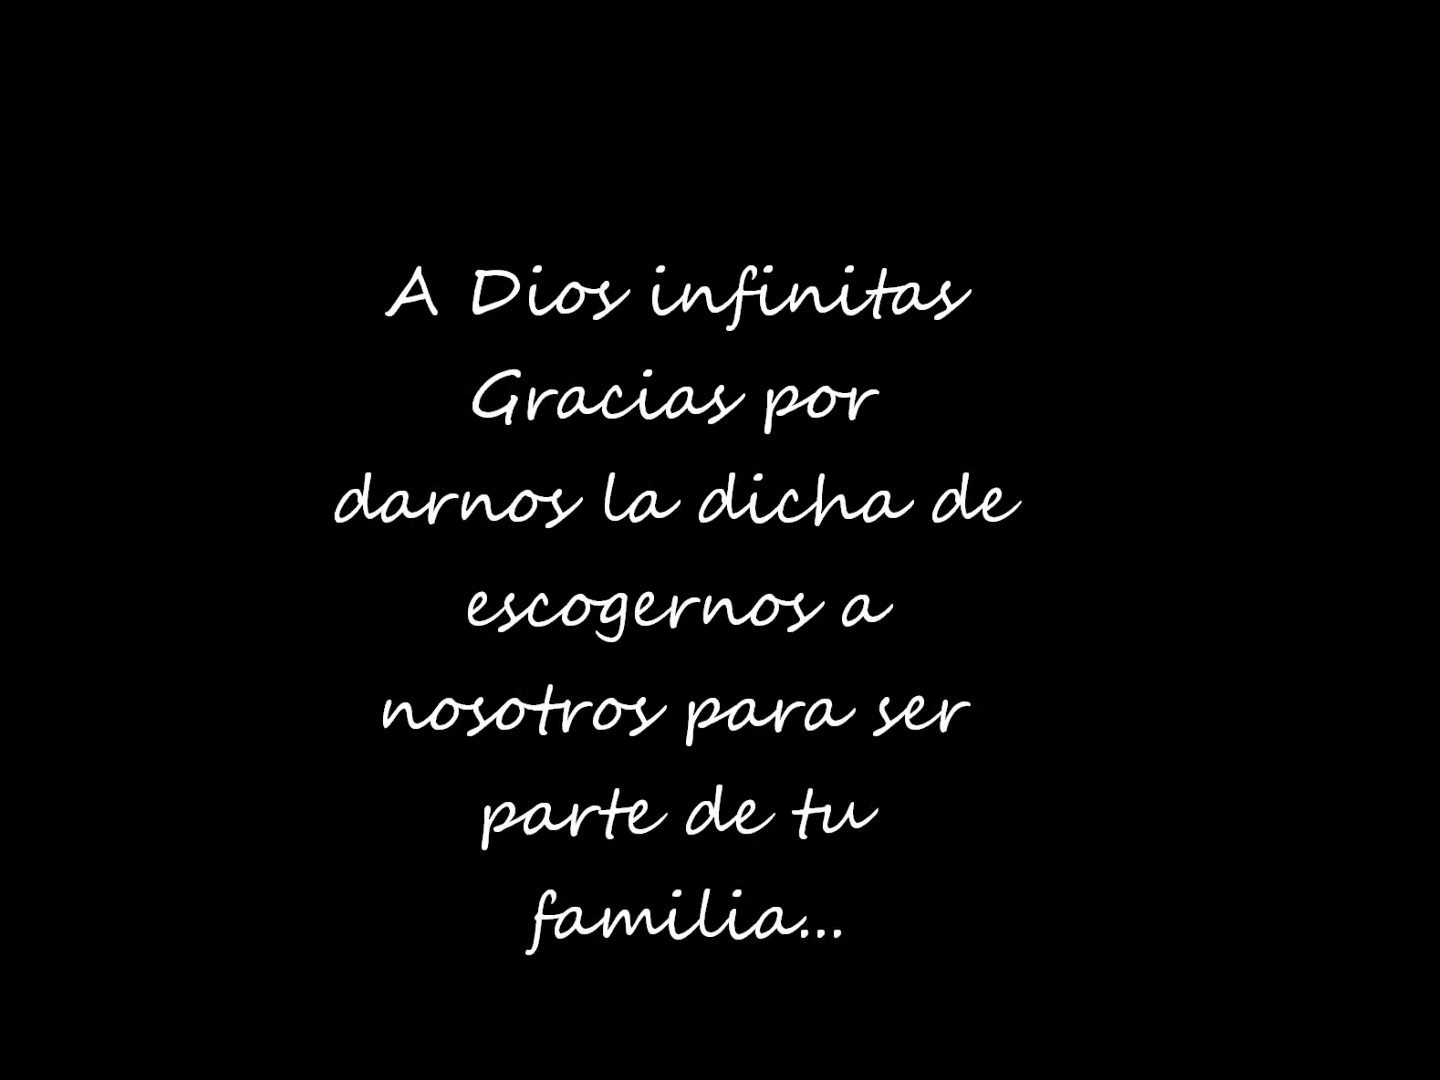 A Dios infinitas
Gracias por
darnos la dicha de
escogernos a
nosotros para ser
parte de tu
familia...